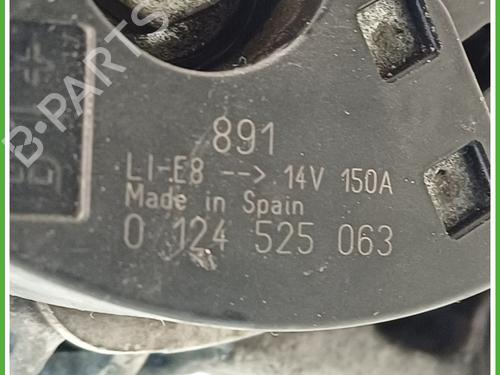 B-PARTS
B+
891
LI-E8 --> 14V 150A
Made in Spain
0 124 525 063